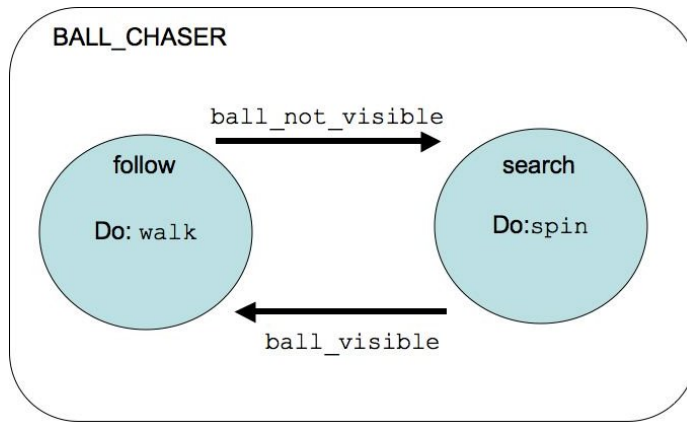 BALL_CHASER
ball_not_visible
follow
search
Do: walk
Do:spin
ball_visible